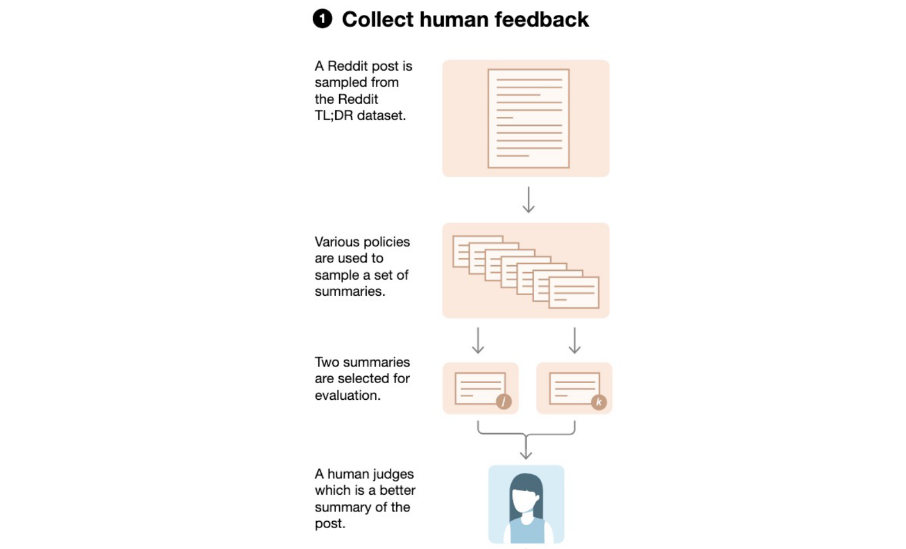 1 Collect human feedback
A Reddit post is
sampled from
the Reddit
TL;DR dataset.
Various policies
are used to
sample a set of
summaries.
Two summaries
are selected for
evaluation.
j
k
A human judges
which is a better
summary of the
post.